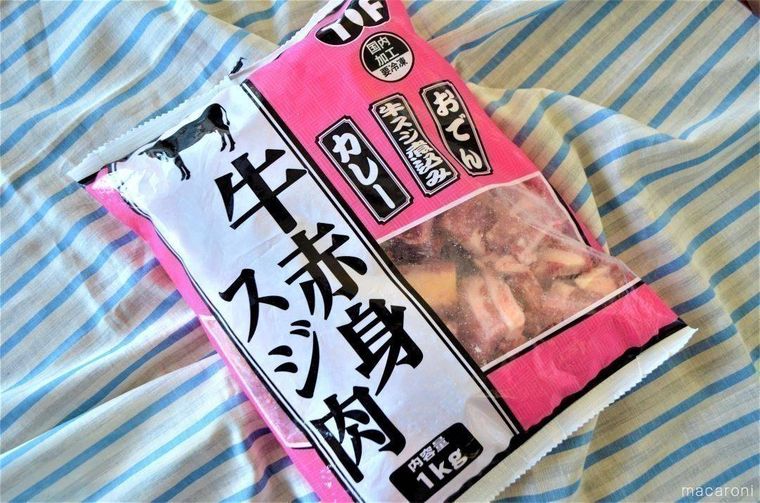 国内
加工
要冷凍
おでん
牛スジ煮込み
カレー
牛赤身
スジ肉
内容量
1kg
macaroni